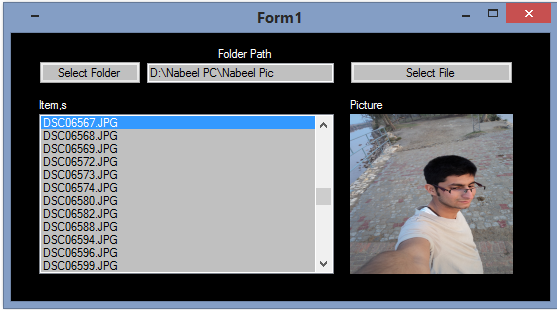 Form1
Folder Path
Select Folder
D:\Nabeel PC\Nabeel Pic
Select File
Item,s
Picture
DSC06567.JPG
DSC06568.JPG
DSC06569.JPG
DSC06572.JPG
DSC06573.JPG
DSC06574.JPG
DSC06580.JPG
DSC06582.JPG
DSC06588.JPG
DSC06594.JPG
DSC06596.JPG
DSC06599.JPG